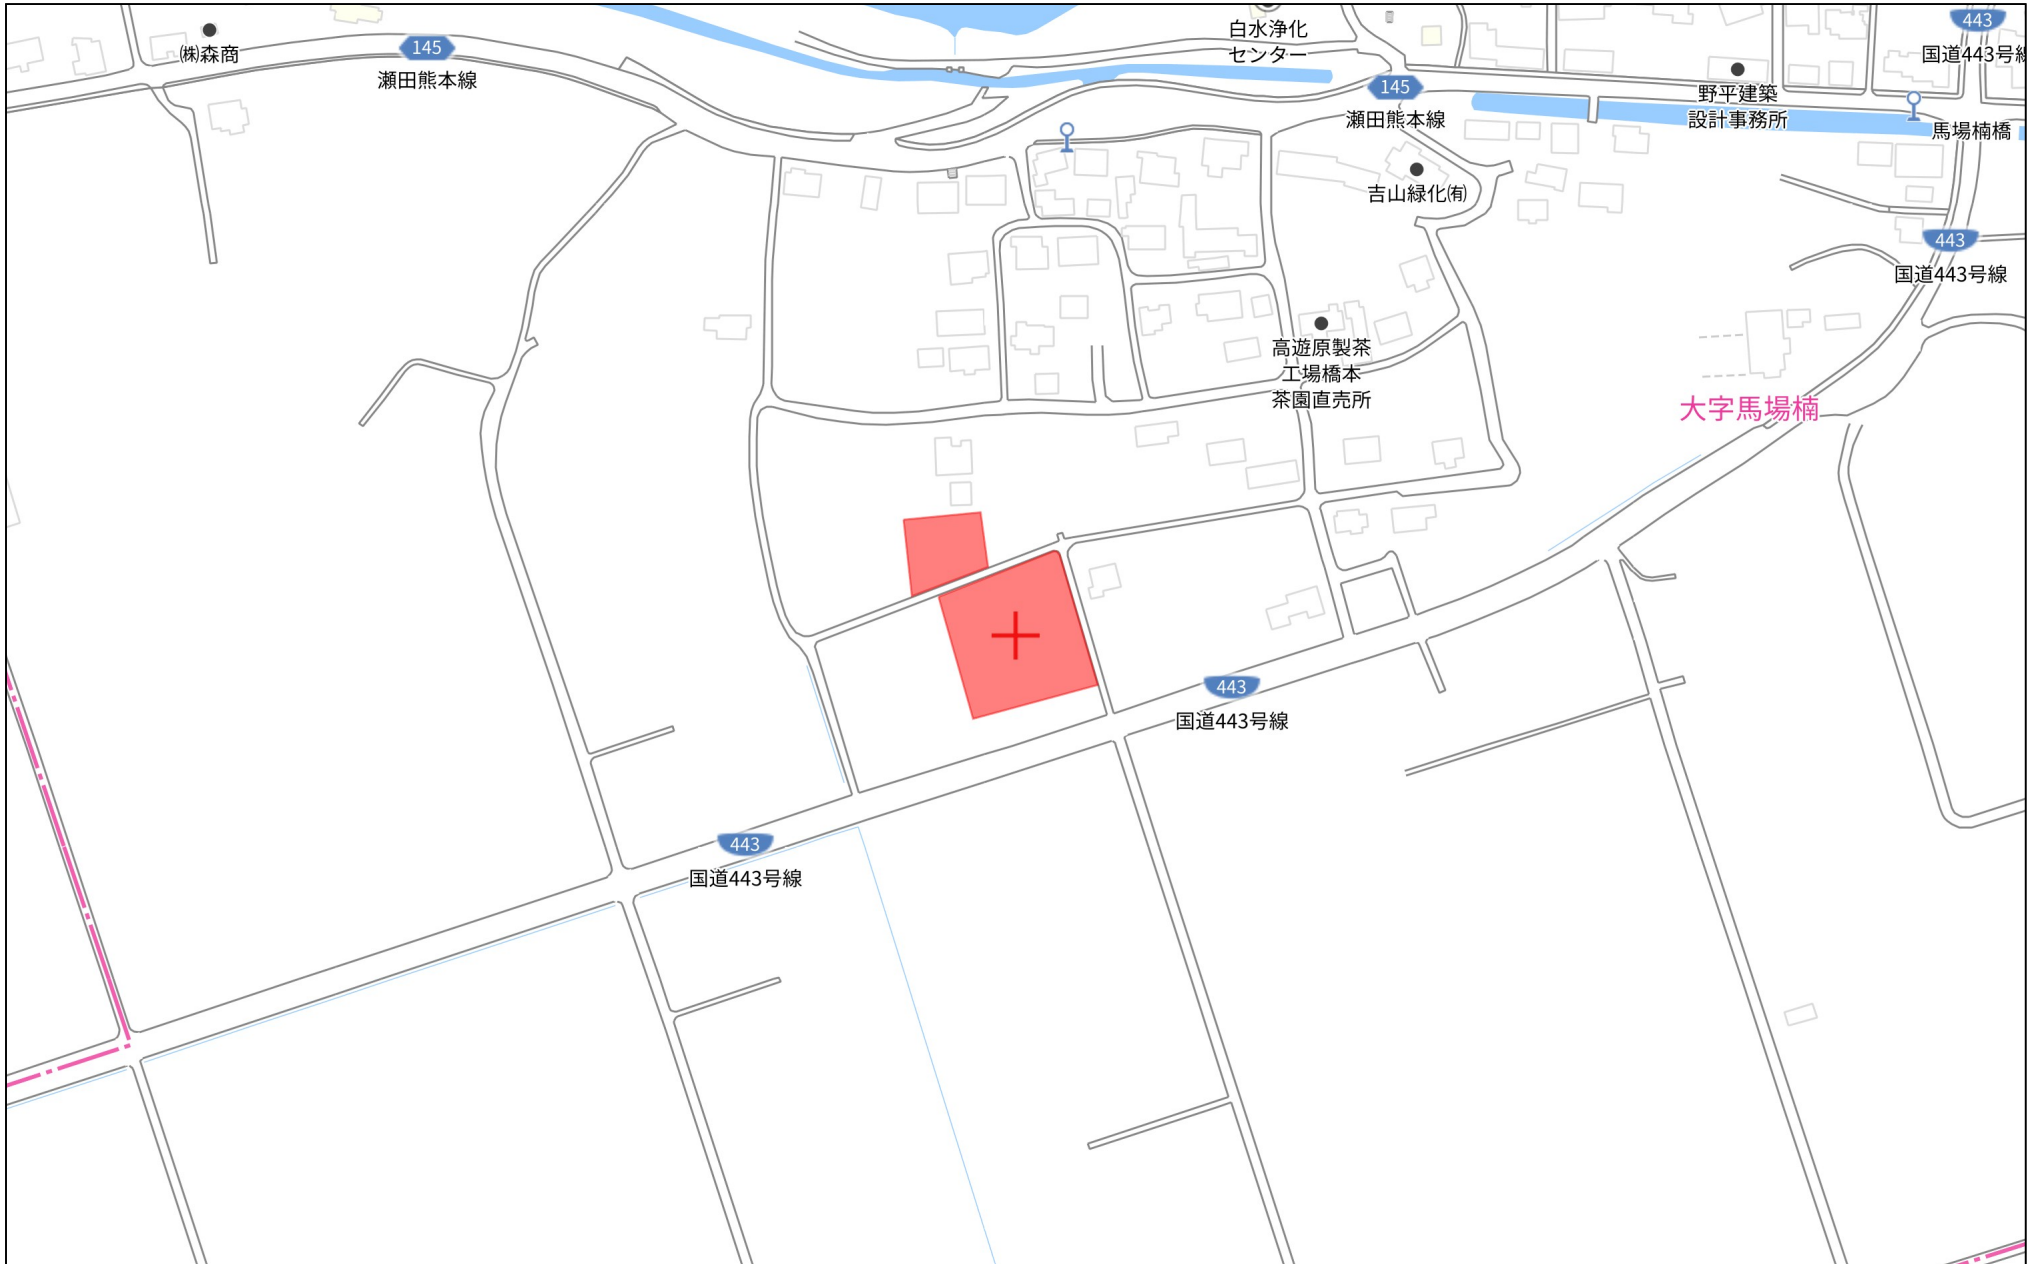 443
国道443号線
白水浄化
センター
㈱森商
145
瀬田熊本線
145
瀬田熊本線
野平建築
設計事務所
馬場楠橋
吉山緑化㈲
443
国道443号線
高遊原製茶
工場橋本
茶園直売所
大字馬場楠
443
国道443号線
443
国道443号線